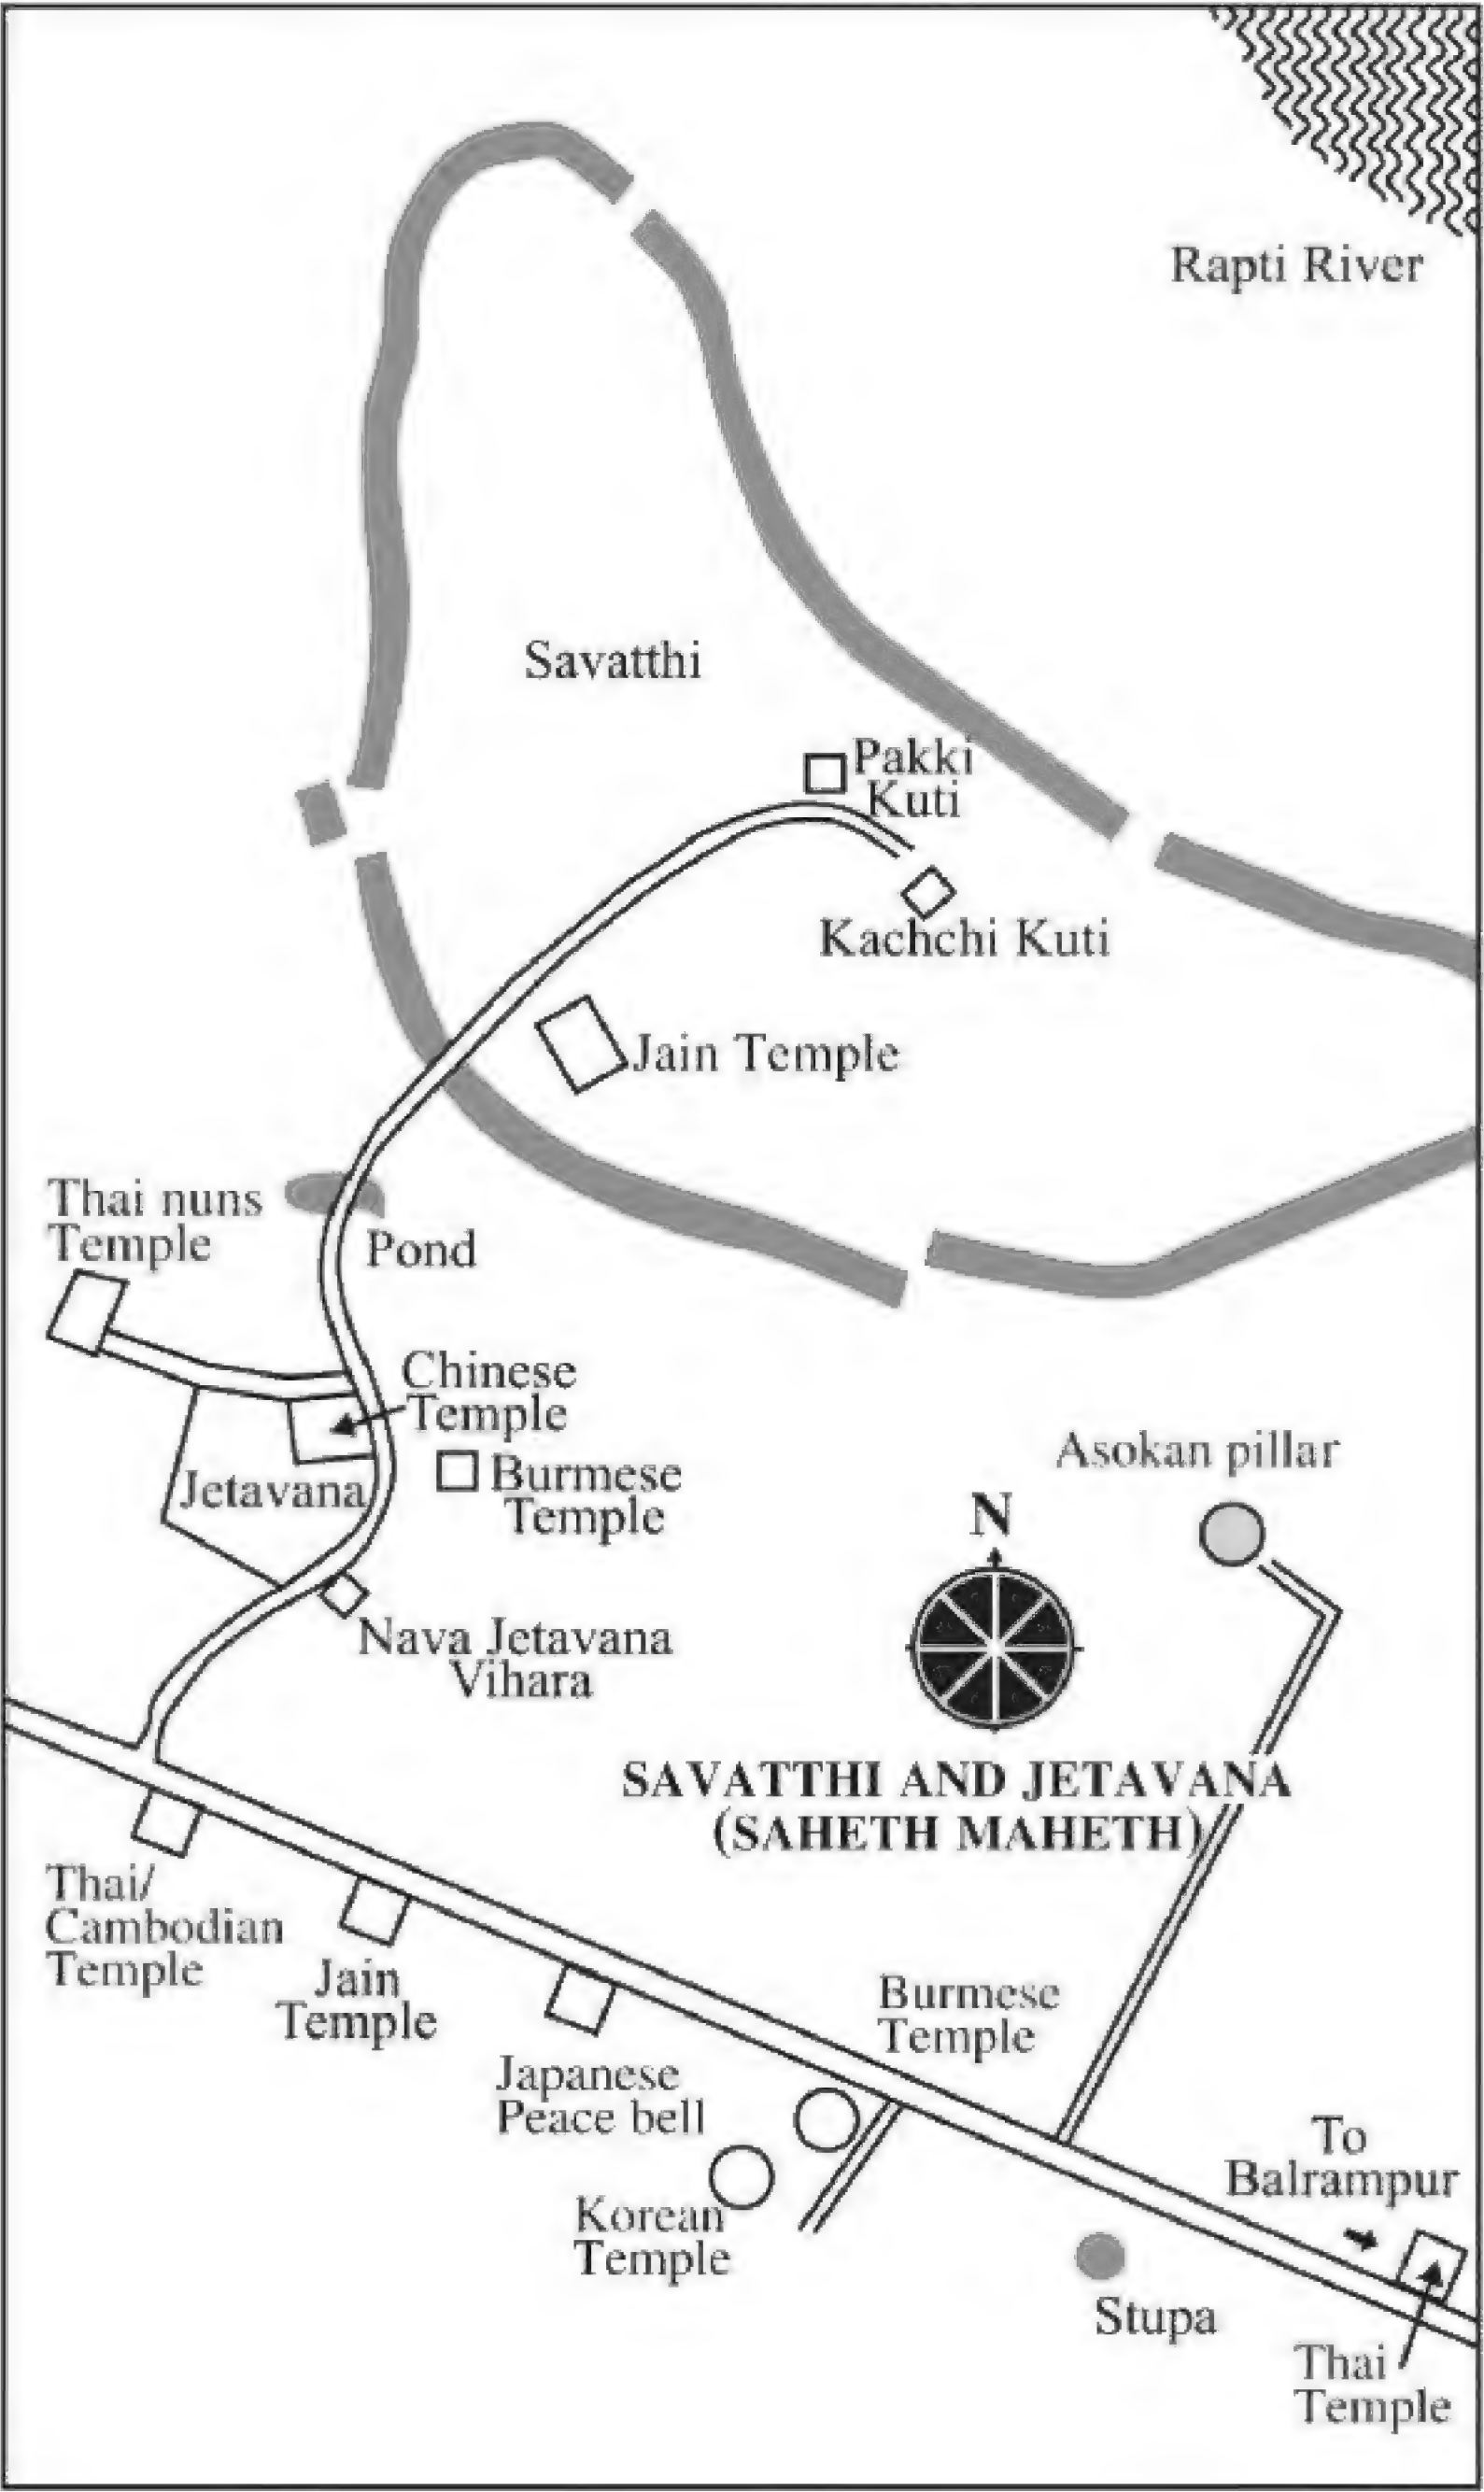 Rapti River
Savatthi
Pakki
Kuti
Kachchi Kuti
Jain Temple
Thai nuns
Temple
Pond
Chinese
Temple
Jetavana
Burmese
Temple
Asokan pillar
N
Nava Jetavana
Vihara
SAVATTHI AND JETAVANA
(SAHETH MAHETH)
Thai/
Cambodian
Temple
Jain
Temple
Japanese
Peace bell
Burmese
Temple
Korean
Temple
To
Balrampur
Stupa
Thai
Temple